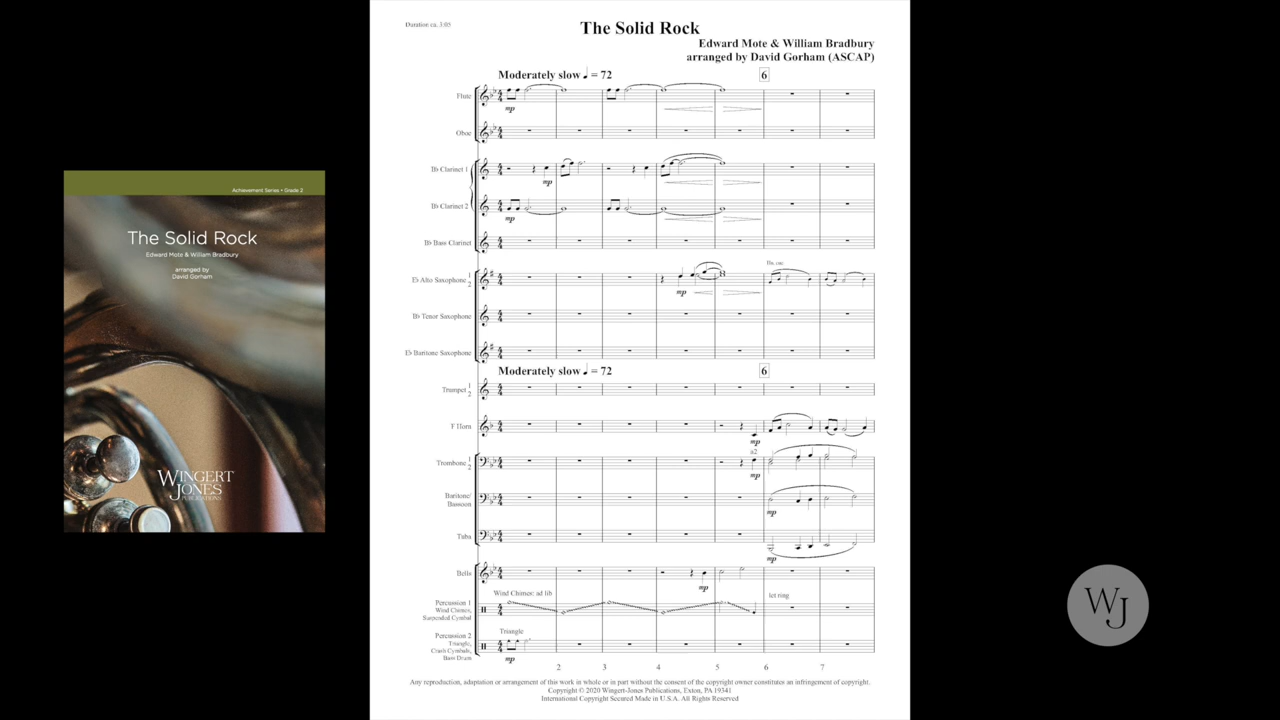 Achievement Series • Grade 2
The Solid Rock
Edward Mote & William Bradbury
arranged by
David Gorham
WINGERT
JONES
PUBLICATIONS
Duration ca. 3:05
The Solid Rock
Edward Mote & William Bradbury
arranged by David Gorham (ASCAP)
Moderately slow ♩ = 72
6
Flute
mp
Oboe
B♭ Clarinet 1
mp
B♭ Clarinet 2
mp
B♭ Bass Clarinet
E♭ Alto Saxophone 1 2
mp
B♭ Tenor Saxophone
E♭ Baritone Saxophone
Moderately slow ♩ = 72
6
Trumpet 1 2
F Horn
mp
a2
Trombone 1 2
mp
Baritone/
Bassoon
mp
Tuba
mp
Bells
mp
Wind Chimes: ad lib
let ring
Percussion 1
Wind Chimes,
Suspended Cymbal
Triangle
Percussion 2
Triangle,
Crash Cymbals,
Bass Drum
mp
2 3 4 5 6 7
Any reproduction, adaptation or arrangement of this work in whole or in part without the consent of the copyright owner constitutes an infringement of copyright.
Copyright © 2020 Wingert-Jones Publications, Exton, PA 19341
International Copyright Secured Made in U.S.A. All Rights Reserved
WJ